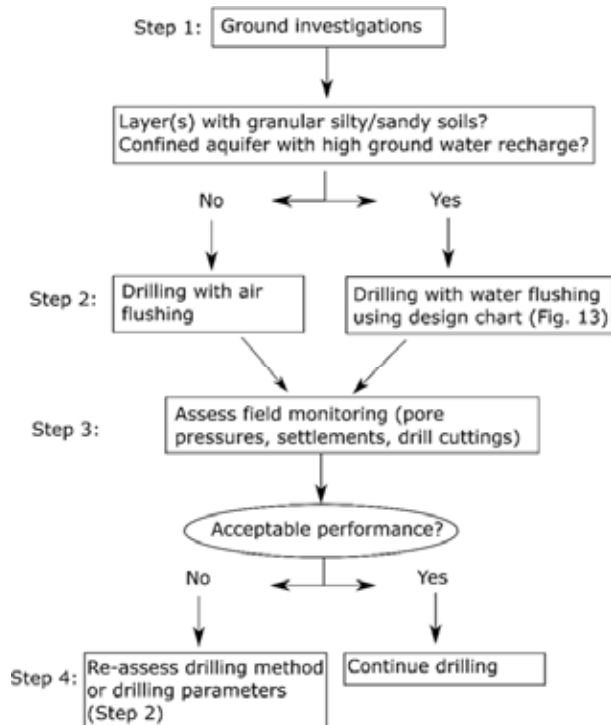 Step 1:
Ground investigations
Layer(s) with granular silty/sandy soils?
Confined aquifer with high ground water recharge?
No
Yes
Step 2:
Drilling with air
flushing
Drilling with water flushing
using design chart (Fig. 13)
Step 3:
Assess field monitoring (pore
pressures, settlements, drill cuttings)
Acceptable performance?
No
Yes
Step 4:
Re-assess drilling method
or drilling parameters
(Step 2)
Continue drilling